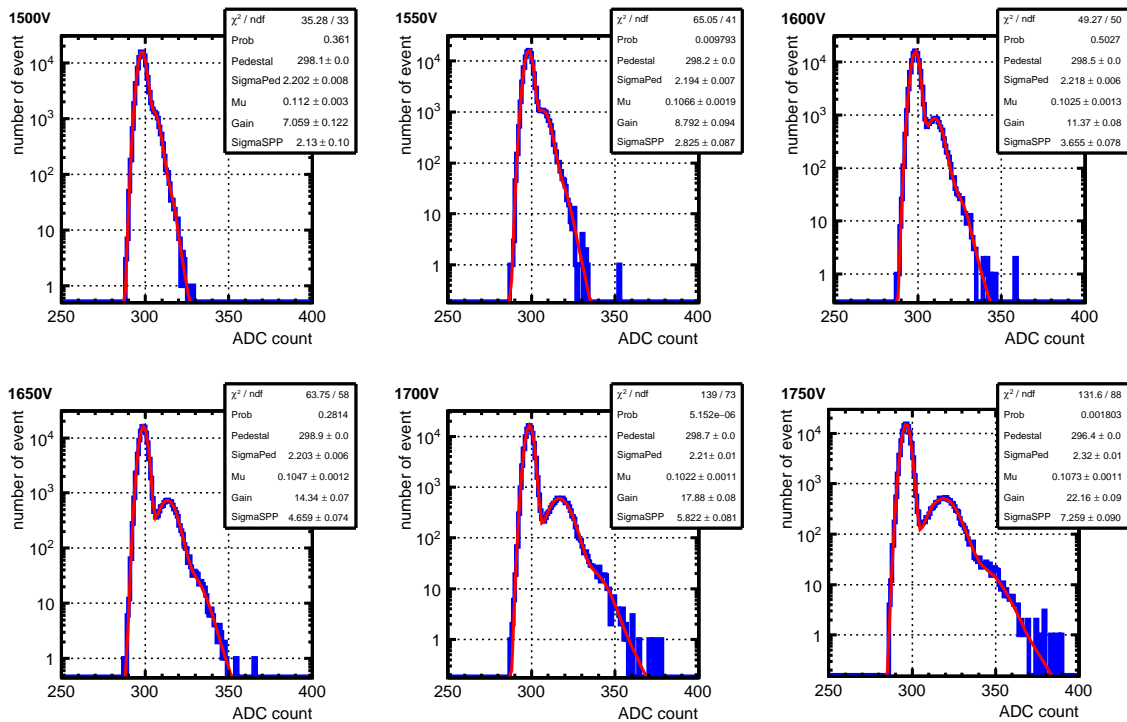 1500V
χ² / ndf 35.28 / 33
Prob 0.361
Pedestal 298.1 ± 0.0
SigmaPed 2.202 ± 0.008
Mu 0.112 ± 0.003
Gain 7.059 ± 0.122
SigmaSPP 2.13 ± 0.10
number of event
10⁴
10³
10²
10
1
250 300 350 400
ADC count
1550V
χ² / ndf 65.05 / 41
Prob 0.009793
Pedestal 298.2 ± 0.0
SigmaPed 2.194 ± 0.007
Mu 0.1066 ± 0.0019
Gain 8.792 ± 0.094
SigmaSPP 2.825 ± 0.087
number of event
10⁴
10³
10²
10
1
250 300 350 400
ADC count
1600V
χ² / ndf 49.27 / 50
Prob 0.5027
Pedestal 298.5 ± 0.0
SigmaPed 2.218 ± 0.006
Mu 0.1025 ± 0.0013
Gain 11.37 ± 0.08
SigmaSPP 3.655 ± 0.078
number of event
10⁴
10³
10²
10
1
250 300 350 400
ADC count
1650V
χ² / ndf 63.75 / 58
Prob 0.2814
Pedestal 298.9 ± 0.0
SigmaPed 2.203 ± 0.006
Mu 0.1047 ± 0.0012
Gain 14.34 ± 0.07
SigmaSPP 4.659 ± 0.074
number of event
10⁴
10³
10²
10
1
250 300 350 400
ADC count
1700V
χ² / ndf 139 / 73
Prob 5.152e−06
Pedestal 298.7 ± 0.0
SigmaPed 2.21 ± 0.01
Mu 0.1022 ± 0.0011
Gain 17.88 ± 0.08
SigmaSPP 5.822 ± 0.081
number of event
10⁴
10³
10²
10
1
250 300 350 400
ADC count
1750V
χ² / ndf 131.6 / 88
Prob 0.001803
Pedestal 296.4 ± 0.0
SigmaPed 2.32 ± 0.01
Mu 0.1073 ± 0.0011
Gain 22.16 ± 0.09
SigmaSPP 7.259 ± 0.090
number of event
10⁴
10³
10²
10
1
250 300 350 400
ADC count